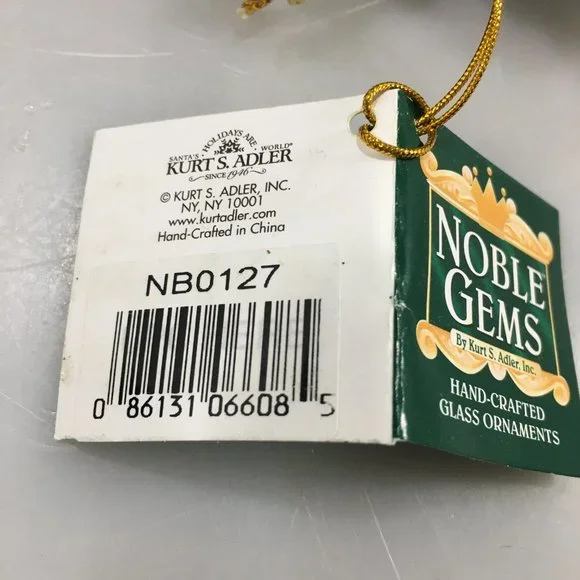 HOLIDAYS ARE
SANTA'S WORLD®
KURT S. ADLER
SINCE 1946
© KURT S. ADLER, INC.
NY, NY 10001
www.kurtadler.com
Hand-Crafted in China
NB0127
0 86131 06608 5
NOBLE
GEMS
By Kurt S. Adler, Inc.
HAND-CRAFTED
GLASS ORNAMENTS